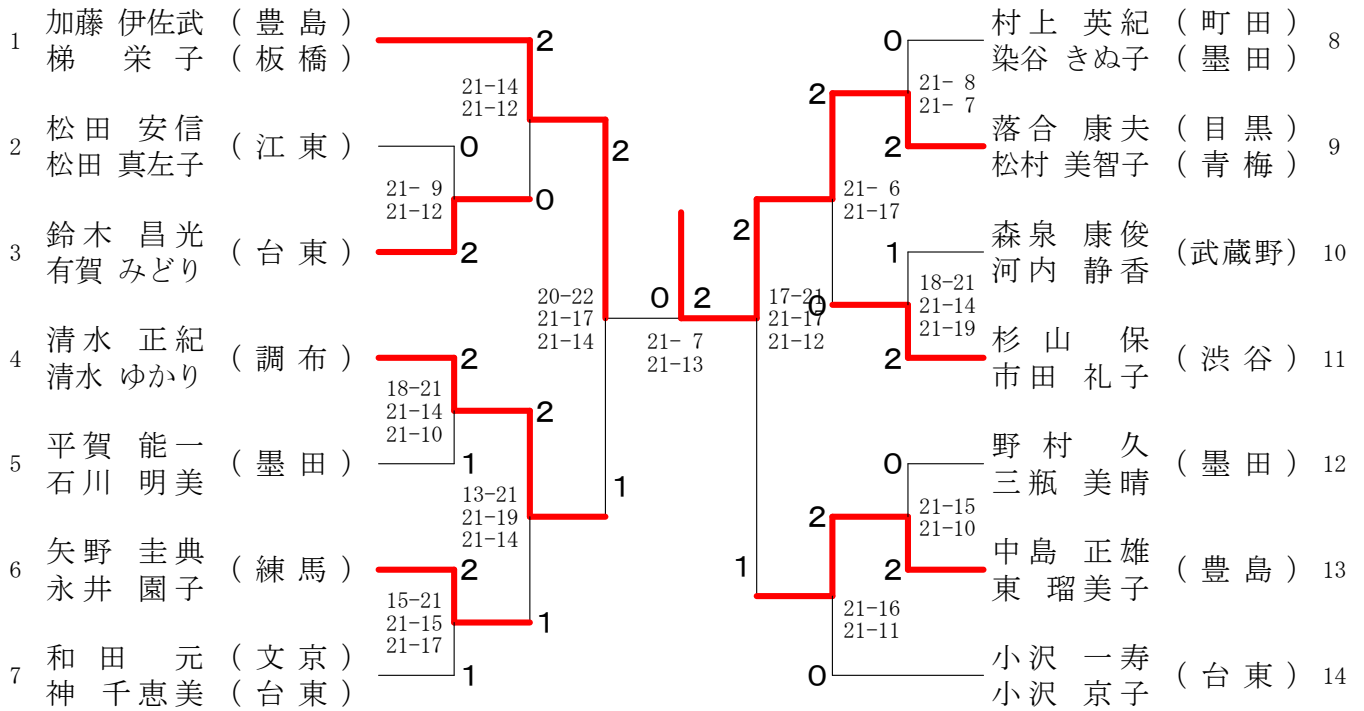 1 加藤 伊佐武 (豊島)
梯 栄子 (板橋)
2
21-14
21-12
2 松田 安信 (江東)
松田 真左子
0
21- 9
21-12
0
3 鈴木 昌光 (台東)
有賀 みどり
2
2
20-22
21-17
21-14
4 清水 正紀 (調布)
清水 ゆかり
2
18-21
21-14
21-10
2
5 平賀 能一 (墨田)
石川 明美
1
13-21
21-19
21-14
1
6 矢野 圭典 (練馬)
永井 園子
2
15-21
21-15
21-17
1
7 和田 元 (文京)
神 千恵美 (台東)
1
0 2
21- 7
21-13
村上 英紀 (町田) 8
染谷 きぬ子 (墨田)
0
21- 8
21- 7
2
落合 康夫 (目黒) 9
松村 美智子 (青梅)
2
21- 6
21-17
2
森泉 康俊 (武蔵野) 10
河内 静香
1
18-21
21-14
21-19
0
17-21
21-17
21-12
杉山 保 (渋谷) 11
市田 礼子
2
野村 久 (墨田) 12
三瓶 美晴
0
21-15
21-10
2
中島 正雄 (豊島) 13
東 瑠美子
2
1
21-16
21-11
小沢 一寿 (台東) 14
小沢 京子
0